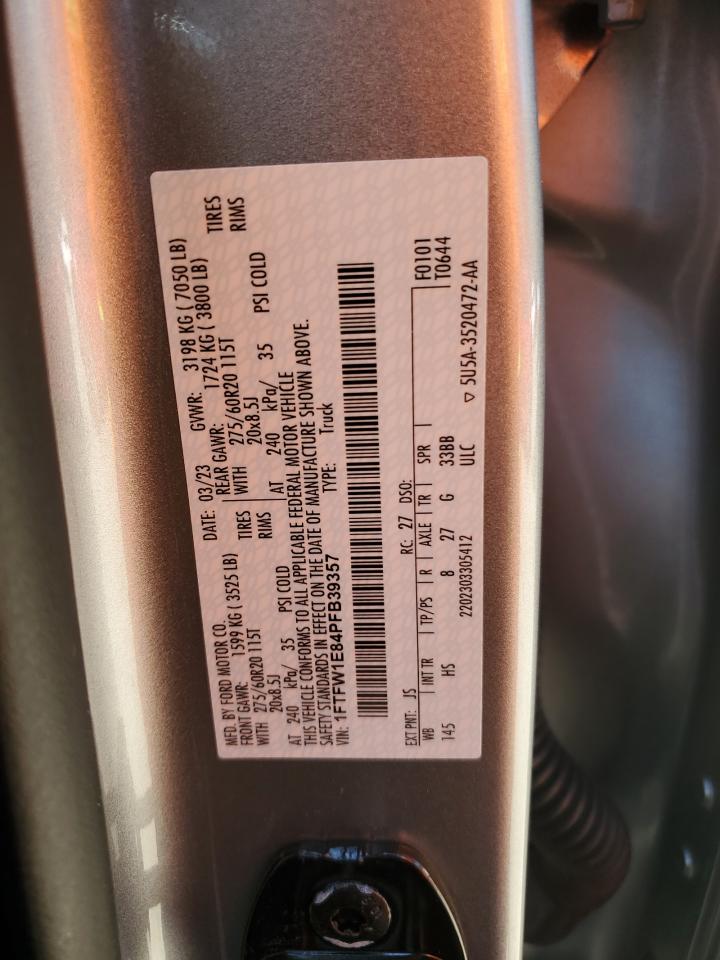 MFD. BY FORD MOTOR CO.
DATE: 03/23 GVWR: 3198 KG ( 7050 LB)
FRONT GAWR: 1599 KG ( 3525 LB) REAR GAWR: 1724 KG ( 3800 LB)
WITH 275/60R20 115T TIRES WITH 275/60R20 115T TIRES
20x8.5J RIMS 20x8.5J RIMS
AT 240 kPa/ 35 PSI COLD AT 240 kPa/ 35 PSI COLD
THIS VEHICLE CONFORMS TO ALL APPLICABLE FEDERAL MOTOR VEHICLE
SAFETY STANDARDS IN EFFECT ON THE DATE OF MANUFACTURE SHOWN ABOVE.
VIN: 1FTFW1E84PFB39357 TYPE: Truck
EXT PNT: JS RC: 27 DSO: F0101
WB INT TR TP/PS R AXLE TR SPR T0644
145 HS 8 27 G 33BB
2202303305412 ULC ▽ 5U5A-3520472-AA